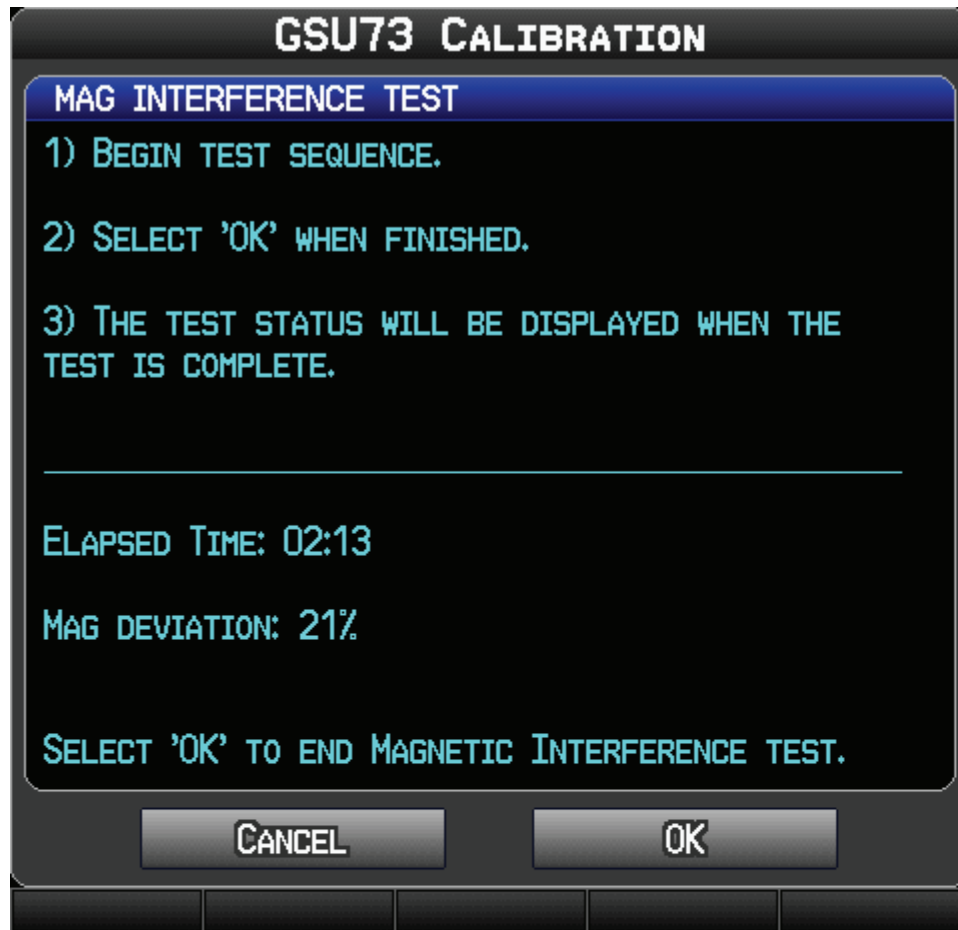 GSU73 Calibration
MAG INTERFERENCE TEST
1) Begin test sequence.
2) Select 'OK' when finished.
3) The test status will be displayed when the
test is complete.
Elapsed Time: 02:13
Mag deviation: 21%
Select 'OK' to end Magnetic Interference test.
Cancel
OK